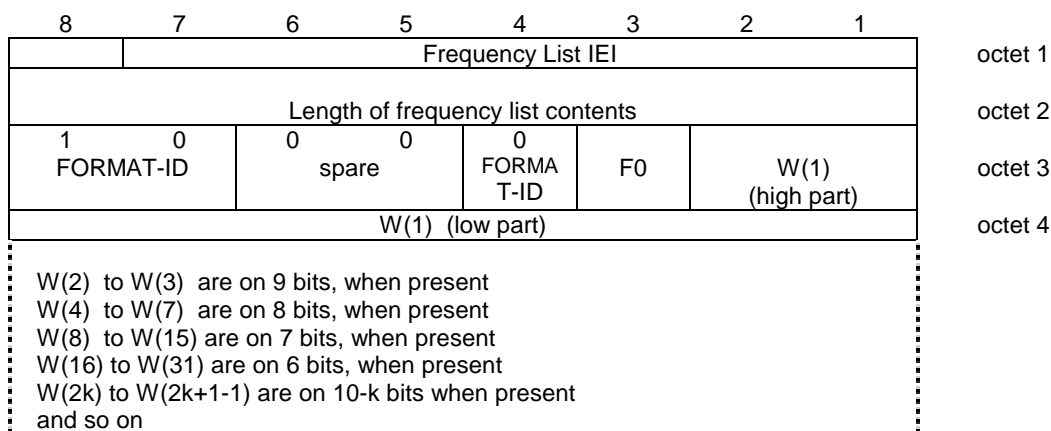 8 7 6 5 4 3 2 1
Frequency List IEI octet 1
Length of frequency list contents octet 2
1 0 0 0 0
FORMAT-ID spare FORMA F0 W(1) octet 3
T-ID (high part)
W(1) (low part) octet 4
W(2) to W(3) are on 9 bits, when present
W(4) to W(7) are on 8 bits, when present
W(8) to W(15) are on 7 bits, when present
W(16) to W(31) are on 6 bits, when present
W(2k) to W(2k+1-1) are on 10-k bits when present
and so on